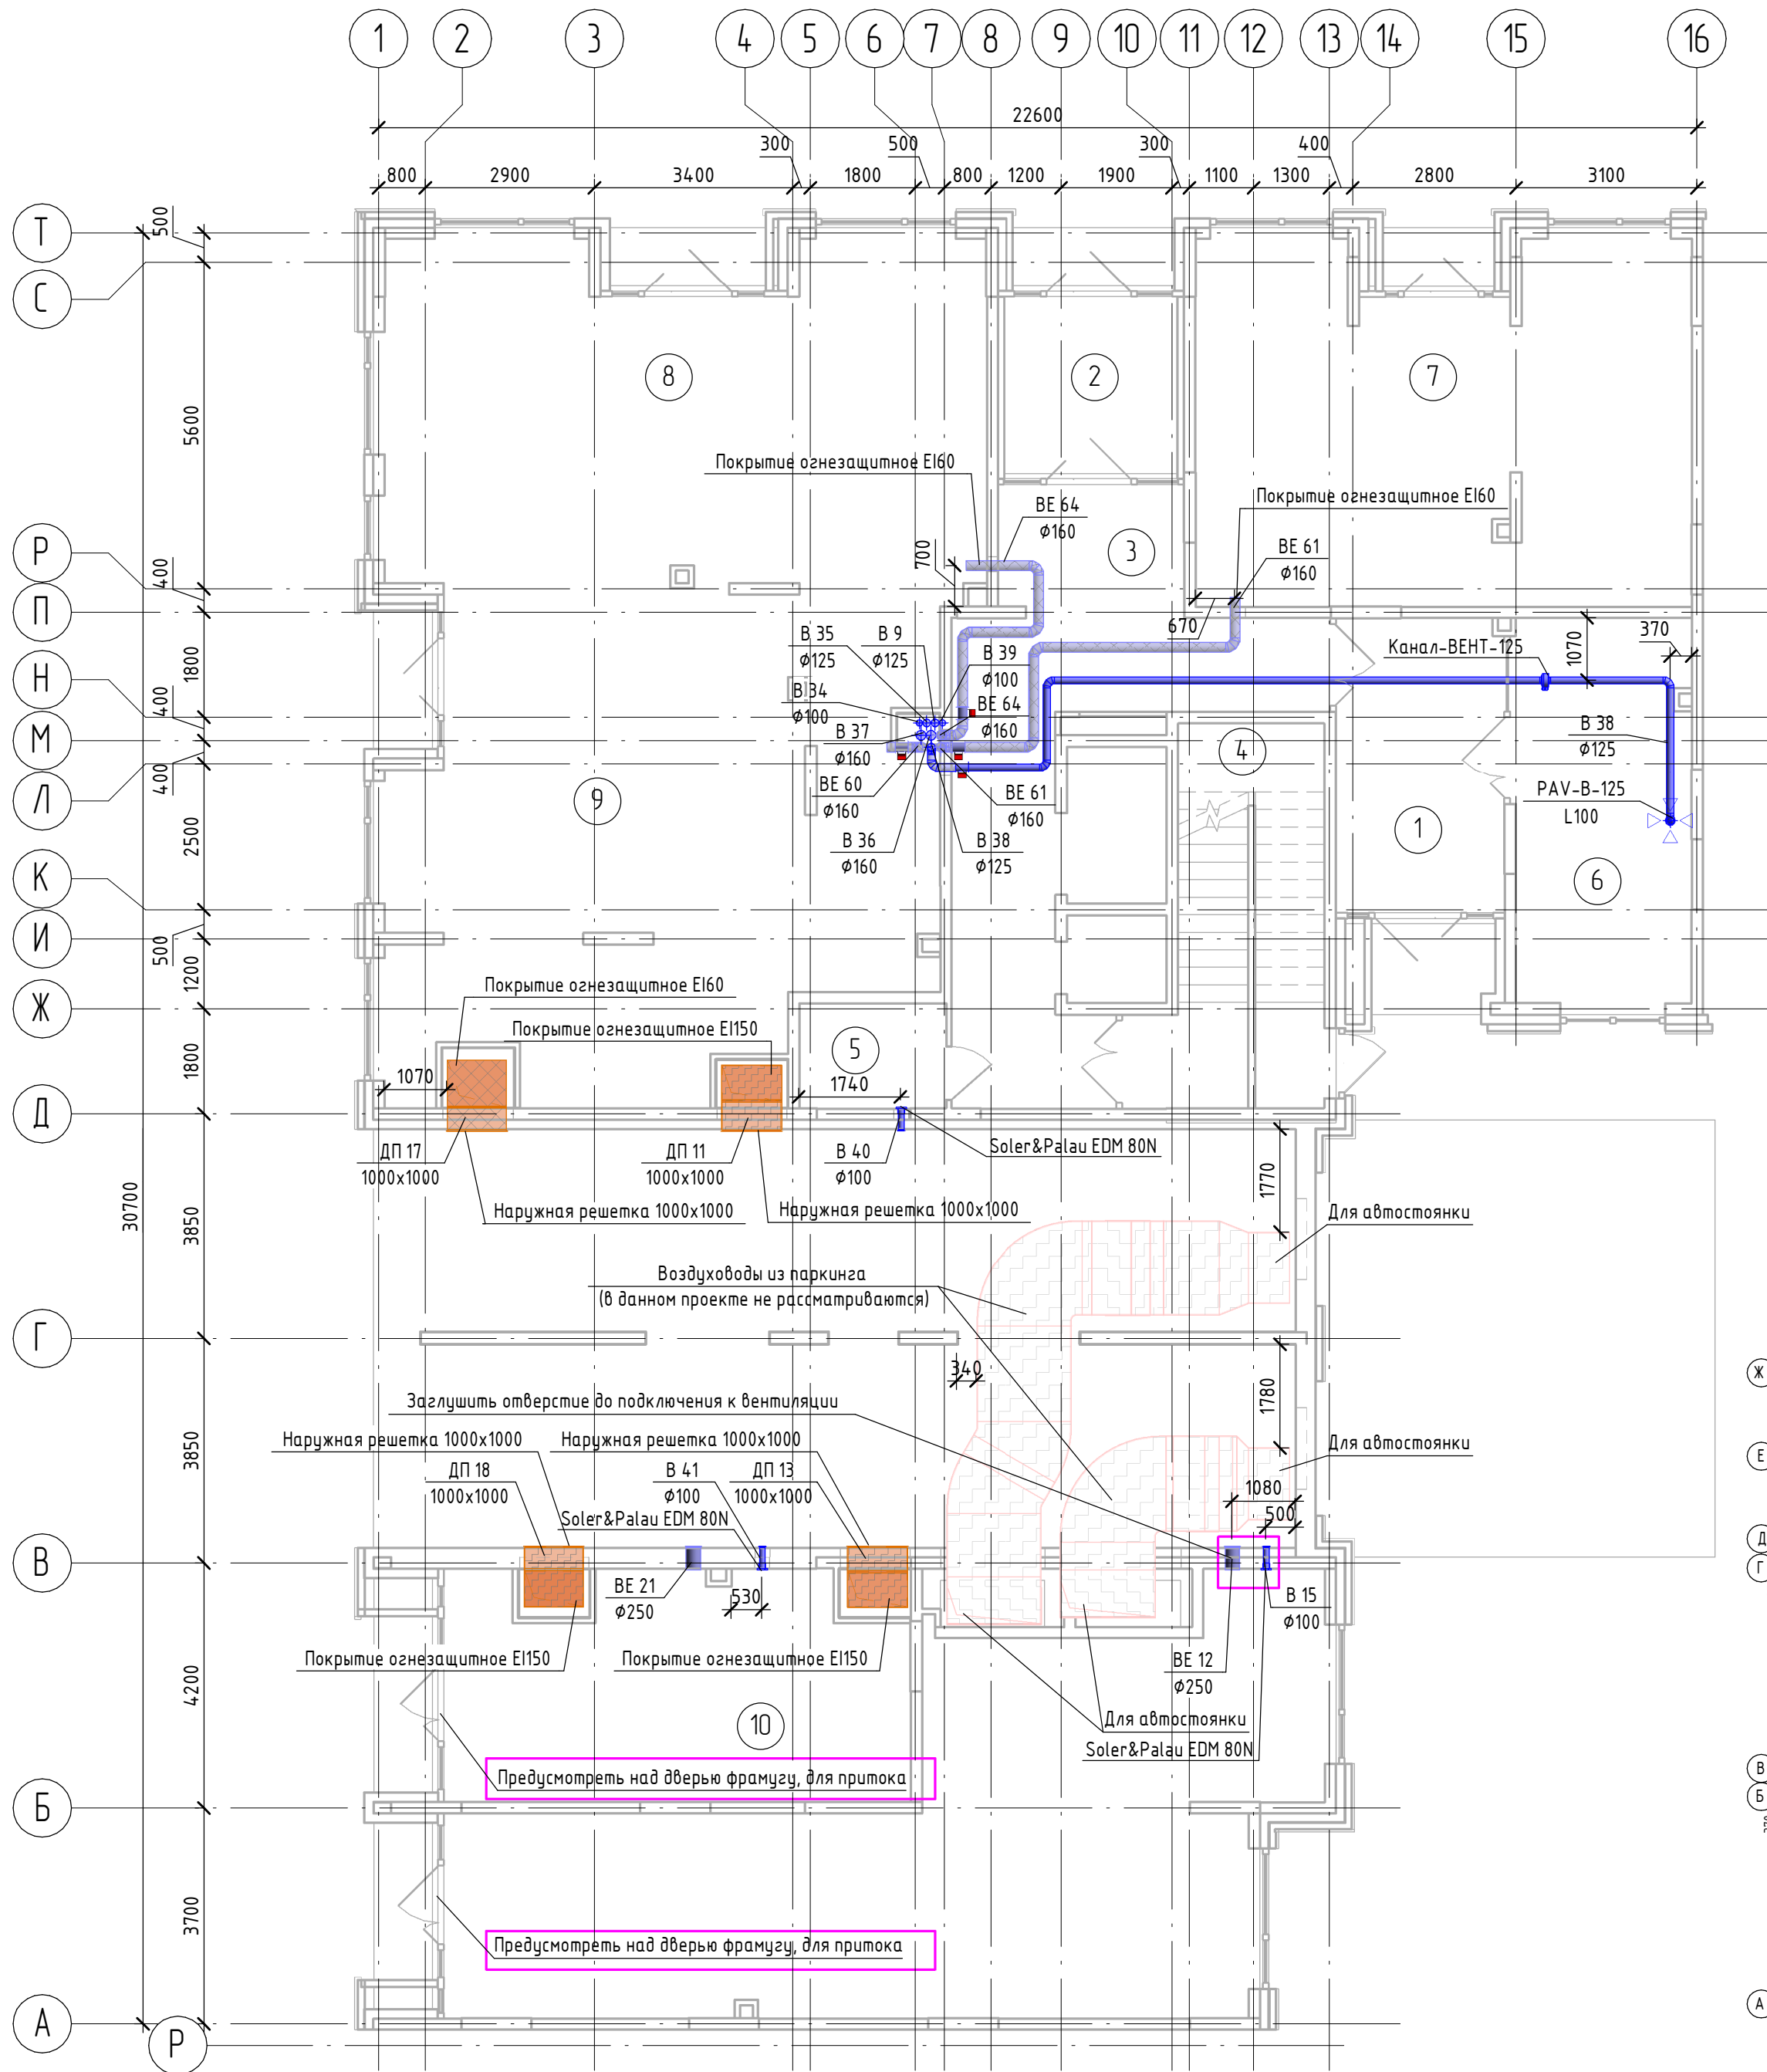 1 2 3 4 5 6 7 8 9 10 11 12 13 14 15 16
22600
300 500 300 400
800 2900 3400 1800 800 1200 1900 1100 1300 2800 3100
Т
500
С
8
2
7
5600
Покрытие огнезащитное EI60
Покрытие огнезащитное EI60
ВЕ 64
ф160
3
ВЕ 61
ф160
Р
400
700
П
670
1070
370
1800
В 35
ф125
В 9
ф125
В 39
ф100
Канал-ВЕНТ-125
Н
В 34
ф100
ВЕ 64
ф160
400
М
В 37
ф160
4
В 38
ф125
400
Л
9
ВЕ 60
ф160
ВЕ 61
ф160
PAV-B-125
L100
1
2500
В 36
ф160
В 38
ф125
К
6
И
500
1200
Покрытие огнезащитное EI60
Ж
Покрытие огнезащитное EI150
5
1800
1070
1740
Д
ДП 17
1000x1000
ДП 11
1000x1000
В 40
ф100
Soler&Palau EDM 80N
1770
30700
3850
Наружная решетка 1000x1000
Наружная решетка 1000x1000
Для автостоянки
Воздуховоды из паркинга
(в данном проекте не рассматриваются)
Г
340
1780
Ж
Заглушить отверстие до подключения к вентиляции
3850
Наружная решетка 1000x1000
Наружная решетка 1000x1000
Для автостоянки
Е
ДП 18
1000x1000
В 41
ф100
ДП 13
1000x1000
1080
500
Soler&Palau EDM 80N
Д
В
Г
ВЕ 21
ф250
530
В 15
ф100
Покрытие огнезащитное EI150
Покрытие огнезащитное EI150
ВЕ 12
ф250
4200
10
Для автостоянки
Soler&Palau EDM 80N
Предусмотреть над дверью фрамугу, для притока
В
Б
Б
3700
Предусмотреть над дверью фрамугу, для притока
А
А
Р